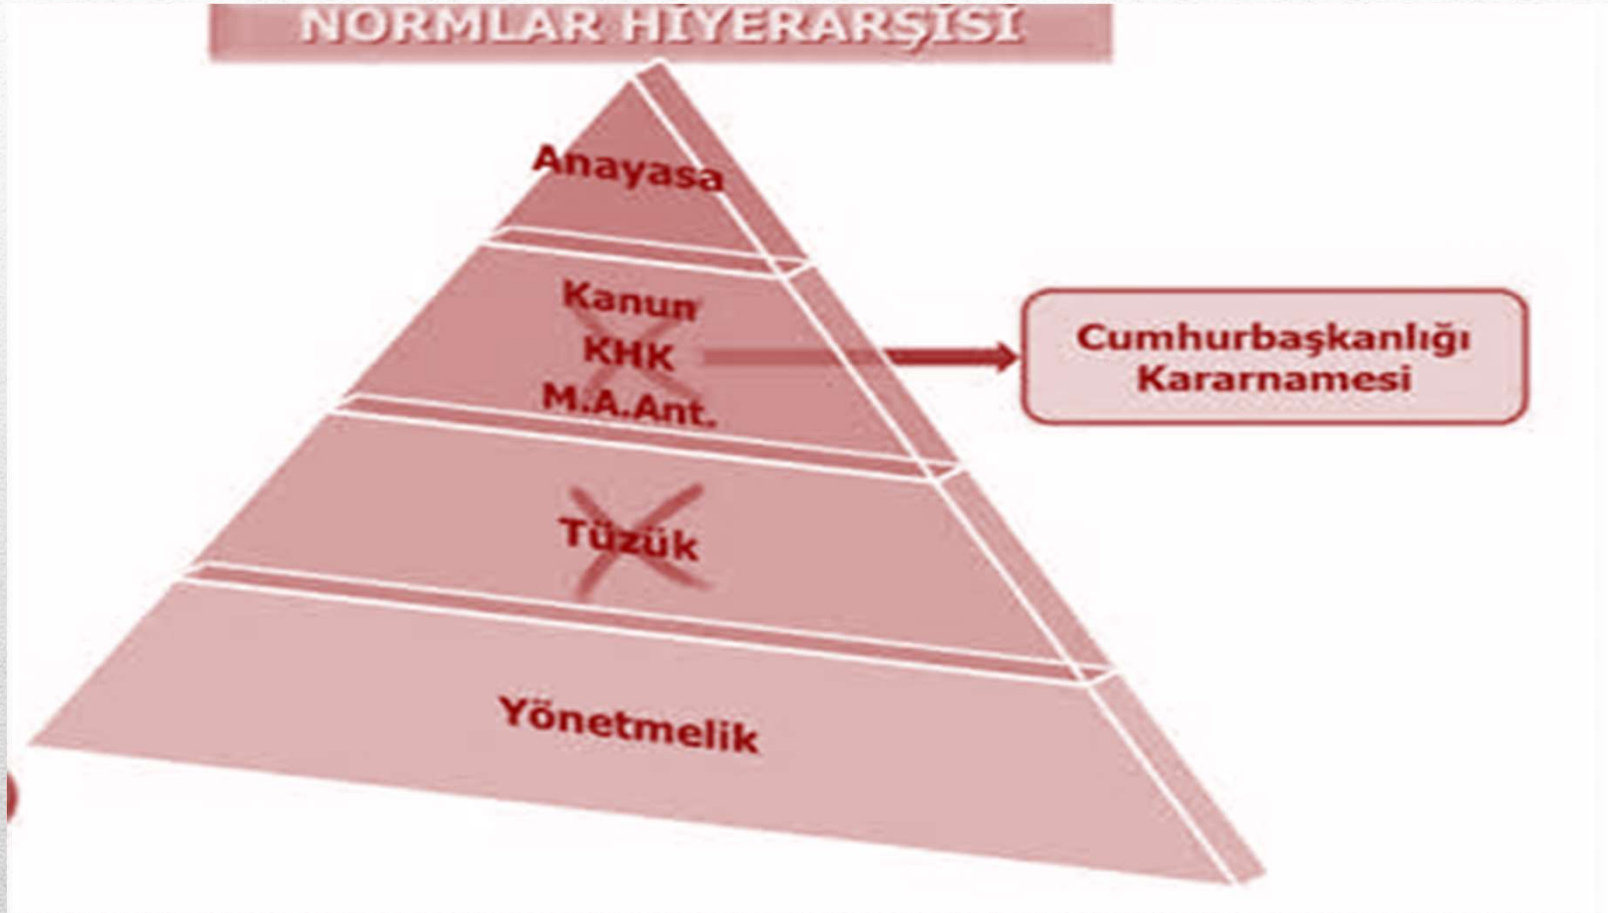 NORMLAR HİYERARŞİSİ
Anayasa
Kanun
KHK
M.A.Ant.
Cumhurbaşkanlığı
Kararnamesi
Tüzük
Yönetmelik